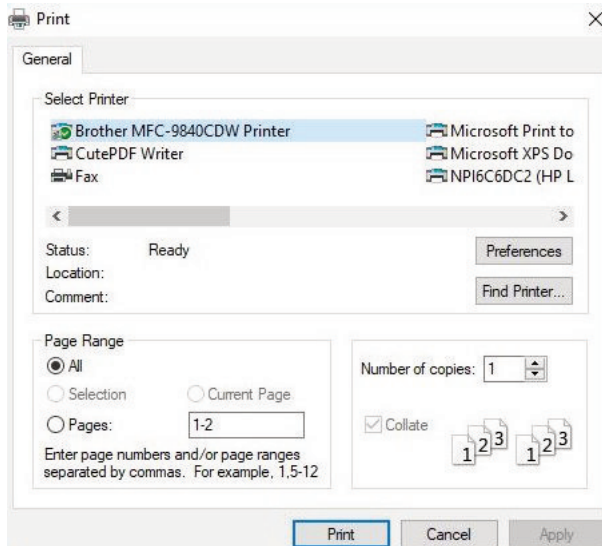 Print
General
Select Printer
Brother MFC-9840CDW Printer
Microsoft Print to
CutePDF Writer
Microsoft XPS Do
Fax
NPI6C6DC2 (HP L
Status: Ready
Preferences
Location:
Comment:
Find Printer...
Page Range
All
Selection
Current Page
Pages: 1-2
Enter page numbers and/or page ranges
separated by commas. For example, 1,5-12
Number of copies: 1
Collate
1 2 3 1 2 3
Print Cancel Apply